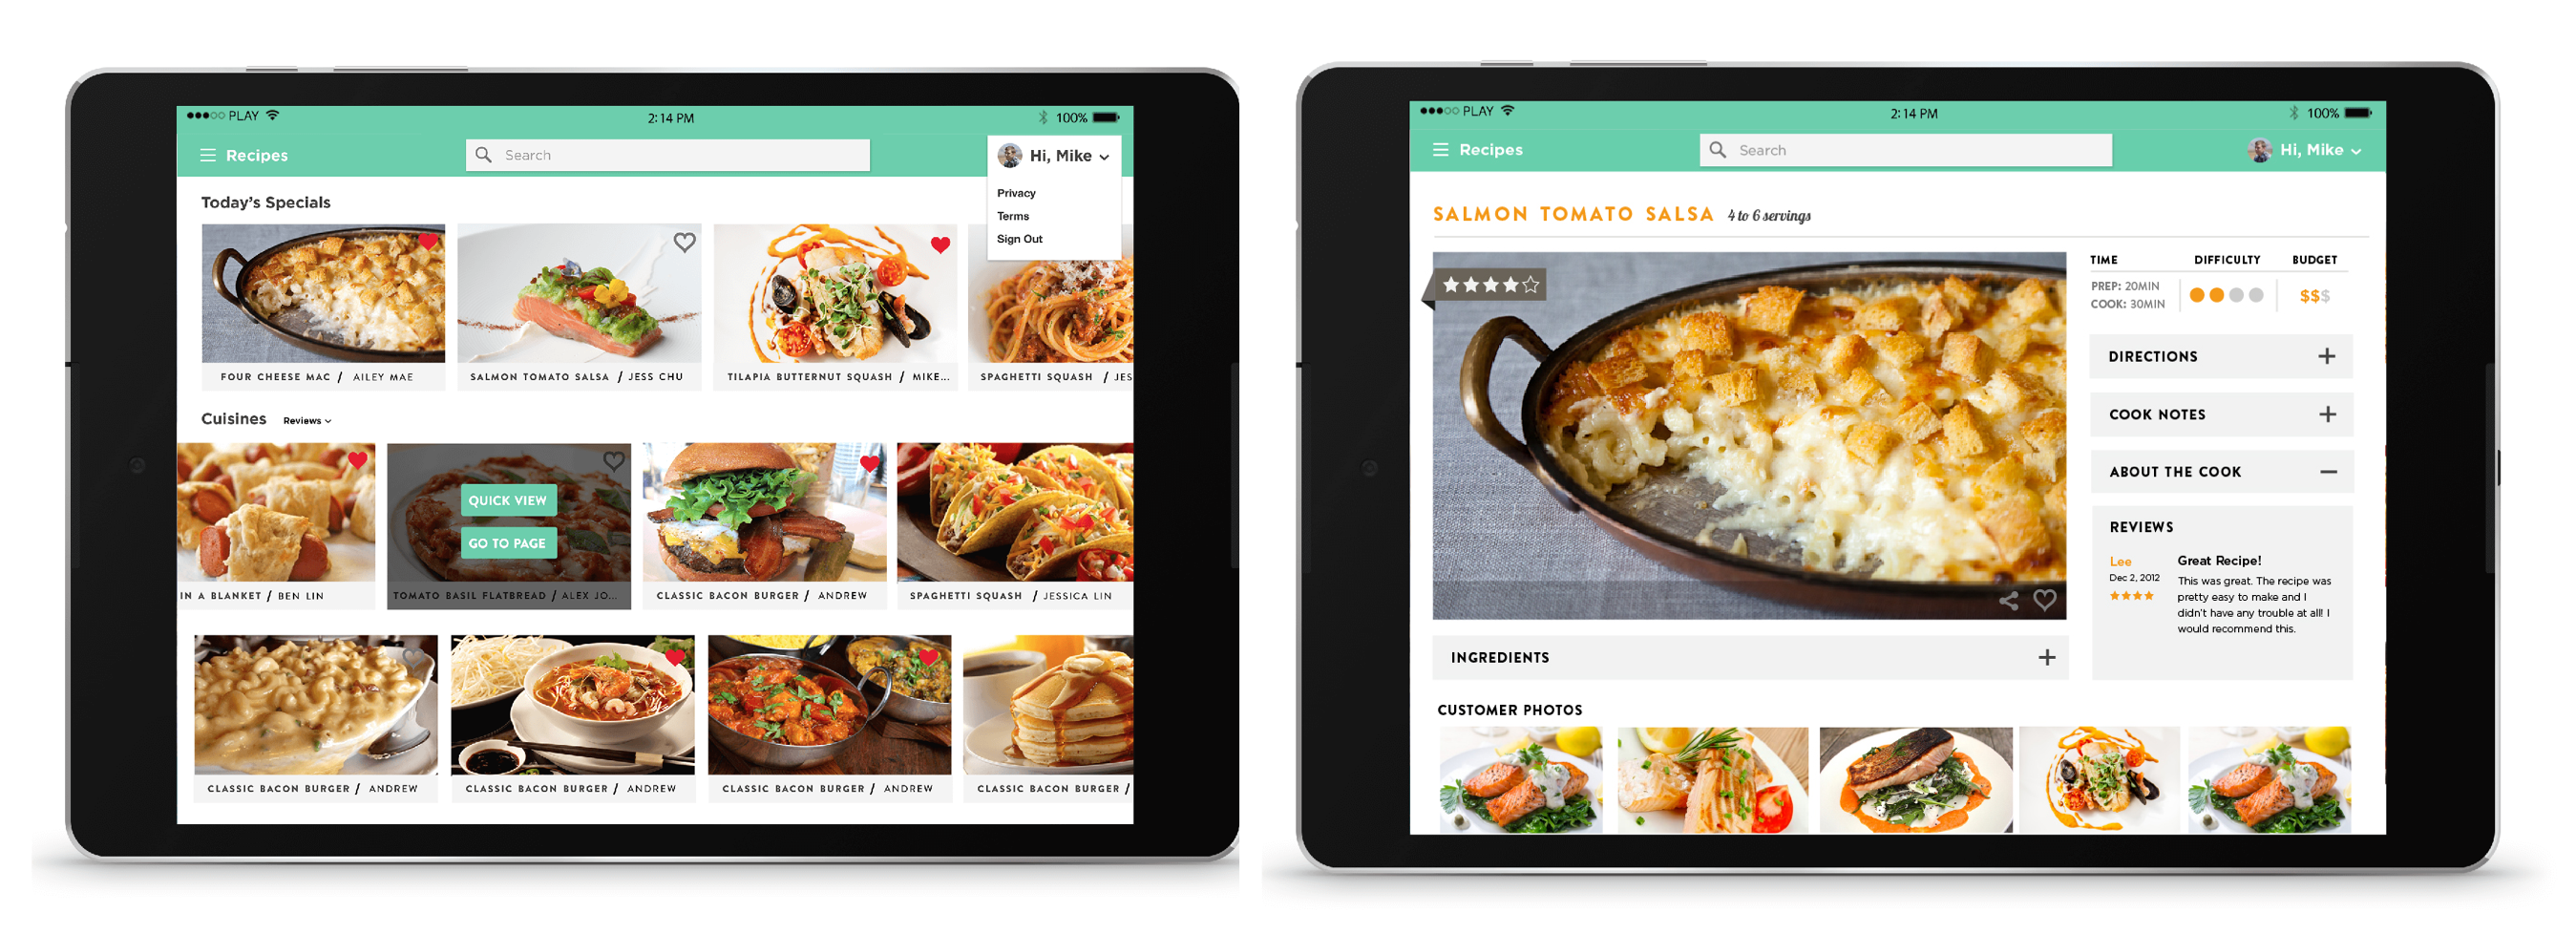 PLAY
2:14 PM
100%
Recipes
Search
Hi, Mike
Privacy
Terms
Sign Out
Today's Specials
FOUR CHEESE MAC / AILEY MAE
SALMON TOMATO SALSA / JESS CHU
TILAPIA BUTTERNUT SQUASH / MIKE...
SPAGHETTI SQUASH / JES
Cuisines
Reviews
QUICK VIEW
GO TO PAGE
IN A BLANKET / BEN LIN
TOMATO BASIL FLATBREAD / ALEX JO...
CLASSIC BACON BURGER / ANDREW
SPAGHETTI SQUASH / JESSICA LIN
CLASSIC BACON BURGER / ANDREW
CLASSIC BACON BURGER / ANDREW
CLASSIC BACON BURGER / ANDREW
CLASSIC BACON BURGER /
PLAY
2:14 PM
100%
Recipes
Search
Hi, Mike
SALMON TOMATO SALSA 4 to 6 servings
TIME
DIFFICULTY
BUDGET
PREP: 20MIN
COOK: 30MIN
$$$
DIRECTIONS
COOK NOTES
ABOUT THE COOK
REVIEWS
Lee
Dec 2, 2012
Great Recipe!
This was great. The recipe was
pretty easy to make and I
didn't have any trouble at all! I
would recommend this.
INGREDIENTS
CUSTOMER PHOTOS